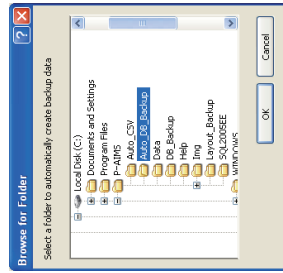 Browse for Folder
Select a folder to automatically create backup data
Local Disk (C:)
Documents and Settings
Program Files
P-AIMS
Auto_CSV
Auto_DB_Backup
Data
DB_Backup
Help
Img
Layout_Backup
SQL2005EE
WINDOWS
OK
Cancel